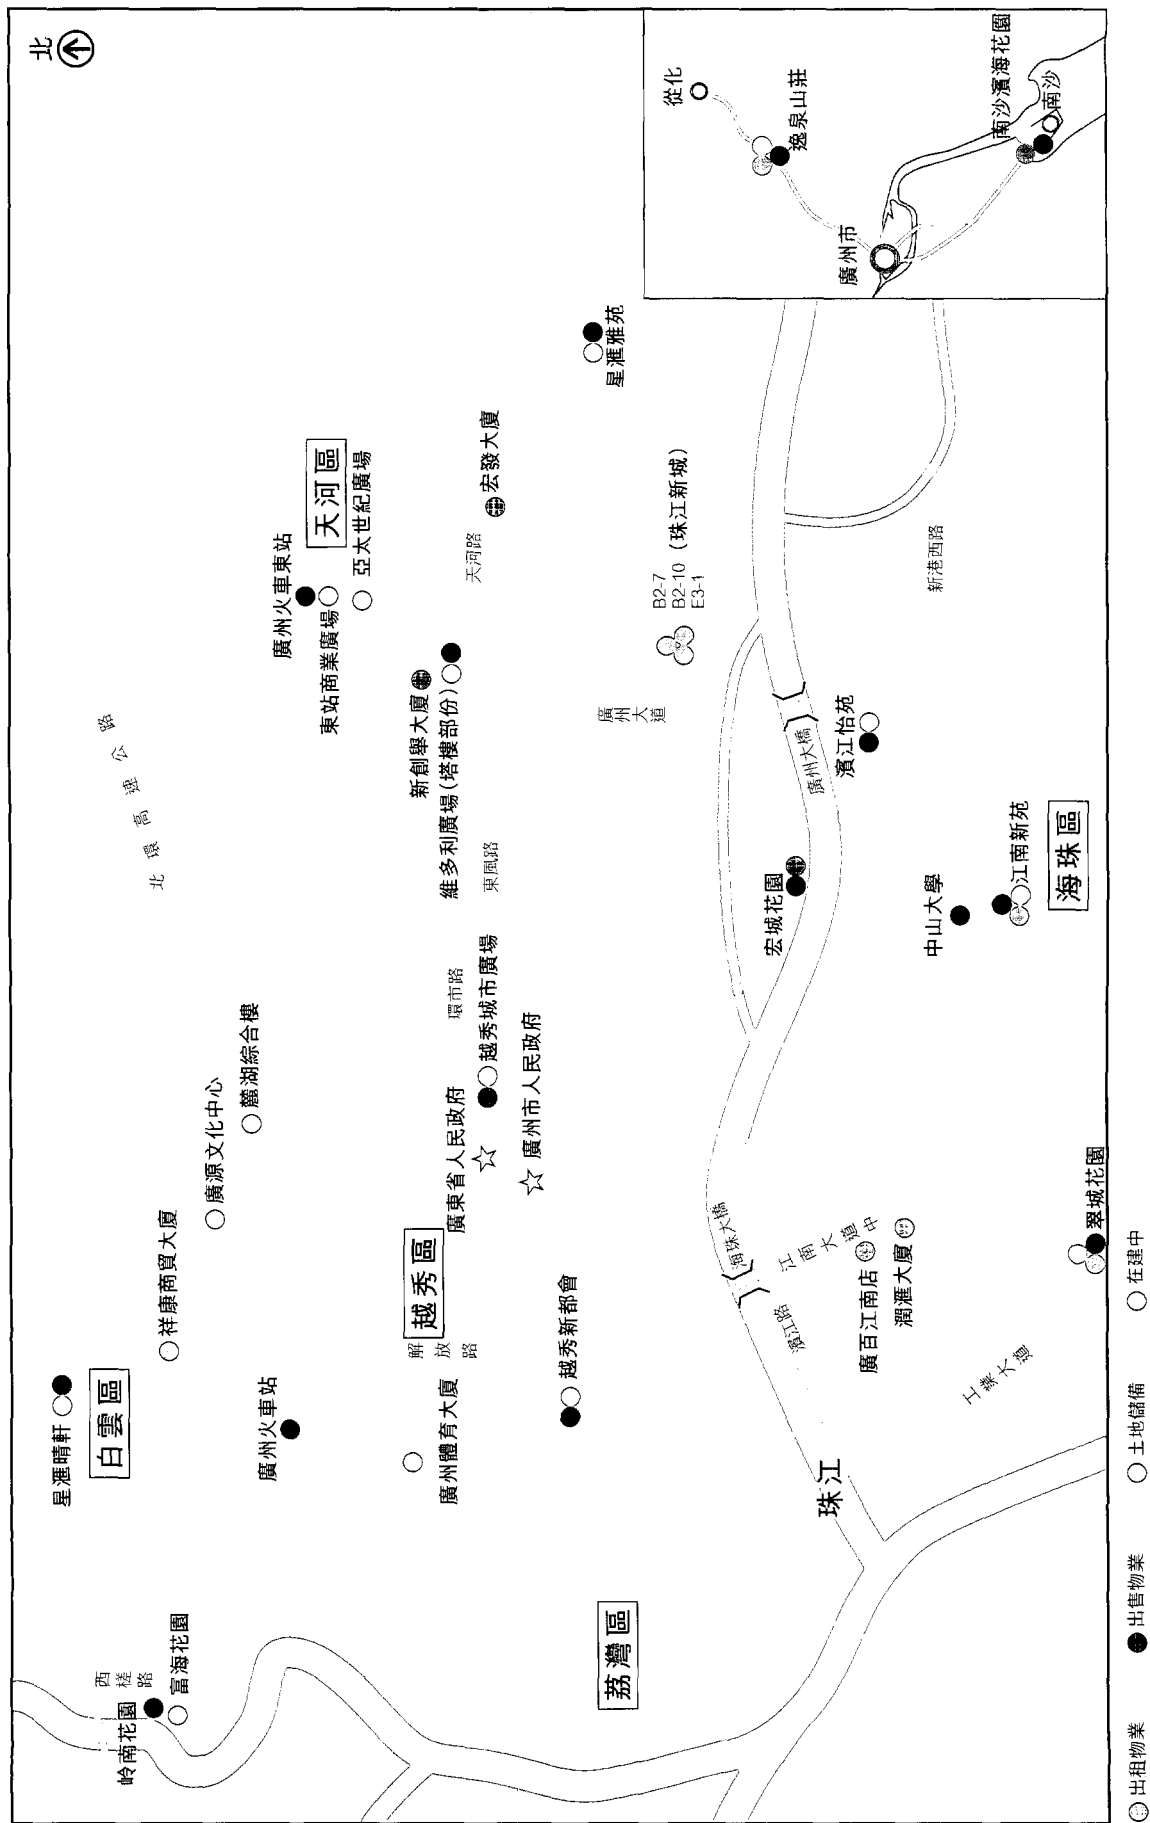 北
北環高速公路
星滙晴軒
白雲區
祥康商貿大廈
廣源文化中心
麓湖綜合樓
廣州火車站
西槎路
嶺南花園
富海花園
廣州火車東站
天河區
東站商業廣場
亞太世紀廣場
新創舉大廈
維多利廣場(塔樓部份)
天河路
宏發大廈
東風路
環市路
越秀城市廣場
廣東省人民政府
廣州市人民政府
越秀區
解放路
廣州體育大廈
越秀新都會
星滙雅苑
B2-7
B2-10 (珠江新城)
E3-1
廣州大道
荔灣區
珠江
濱江路
海珠大橋
江南大道中
廣百江南店
潤滙大廈
工業大道
宏城花園
廣州大橋
濱江怡苑
新港西路
中山大學
江南新苑
海珠區
翠城花園
從化
逸泉山莊
廣州市
南沙濱海花園
南沙
出租物業
出售物業
土地儲備
在建中